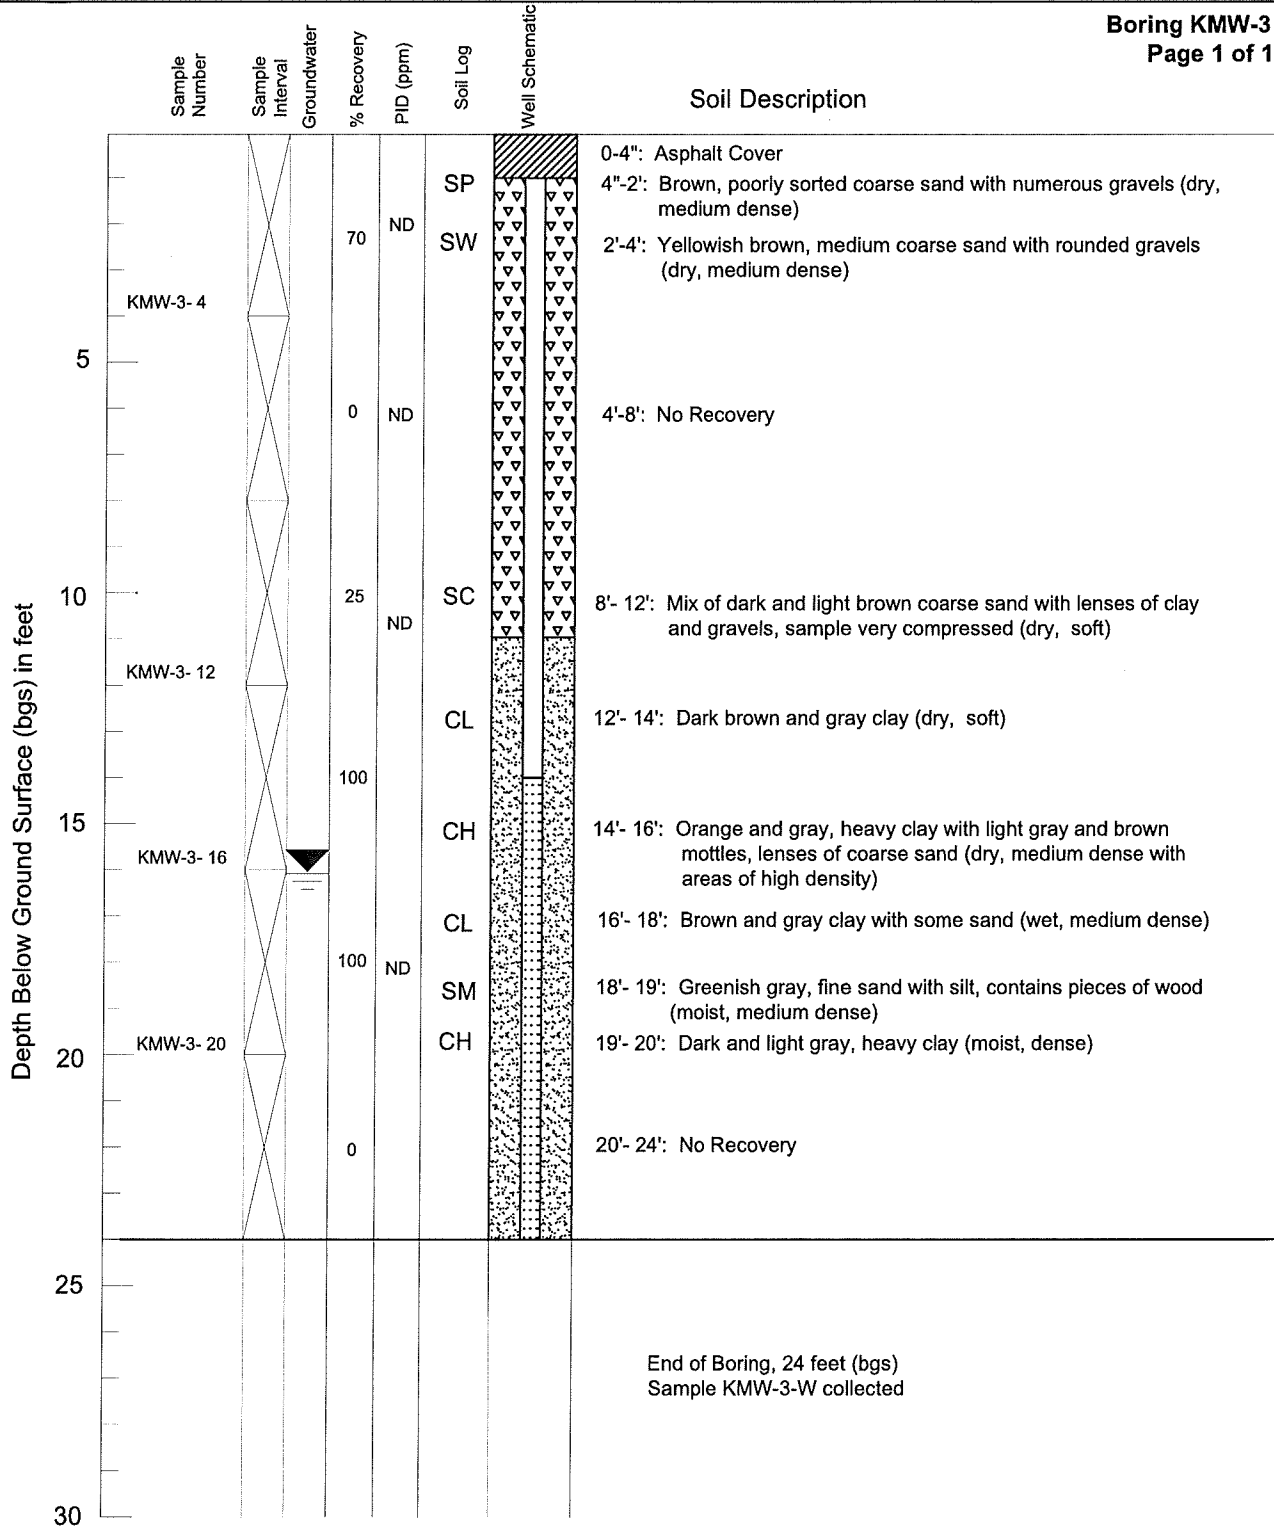 Boring KMW-3
Page 1 of 1
Sample Number
Sample Interval
Groundwater
% Recovery
PID (ppm)
Soil Log
Well Schematic
Soil Description
Depth Below Ground Surface (bgs) in feet
0-4": Asphalt Cover
SP
4"-2': Brown, poorly sorted coarse sand with numerous gravels (dry,
medium dense)
ND
70
SW
2'-4': Yellowish brown, medium coarse sand with rounded gravels
(dry, medium dense)
KMW-3- 4
5
0
ND
4'-8': No Recovery
10
25
SC
ND
8'- 12': Mix of dark and light brown coarse sand with lenses of clay
and gravels, sample very compressed (dry, soft)
KMW-3- 12
CL
12'- 14': Dark brown and gray clay (dry, soft)
100
15
CH
14'- 16': Orange and gray, heavy clay with light gray and brown
mottles, lenses of coarse sand (dry, medium dense with
areas of high density)
KMW-3- 16
CL
16'- 18': Brown and gray clay with some sand (wet, medium dense)
100
ND
SM
18'- 19': Greenish gray, fine sand with silt, contains pieces of wood
(moist, medium dense)
KMW-3- 20
20
CH
19'- 20': Dark and light gray, heavy clay (moist, dense)
0
20'- 24': No Recovery
25
End of Boring, 24 feet (bgs)
Sample KMW-3-W collected
30